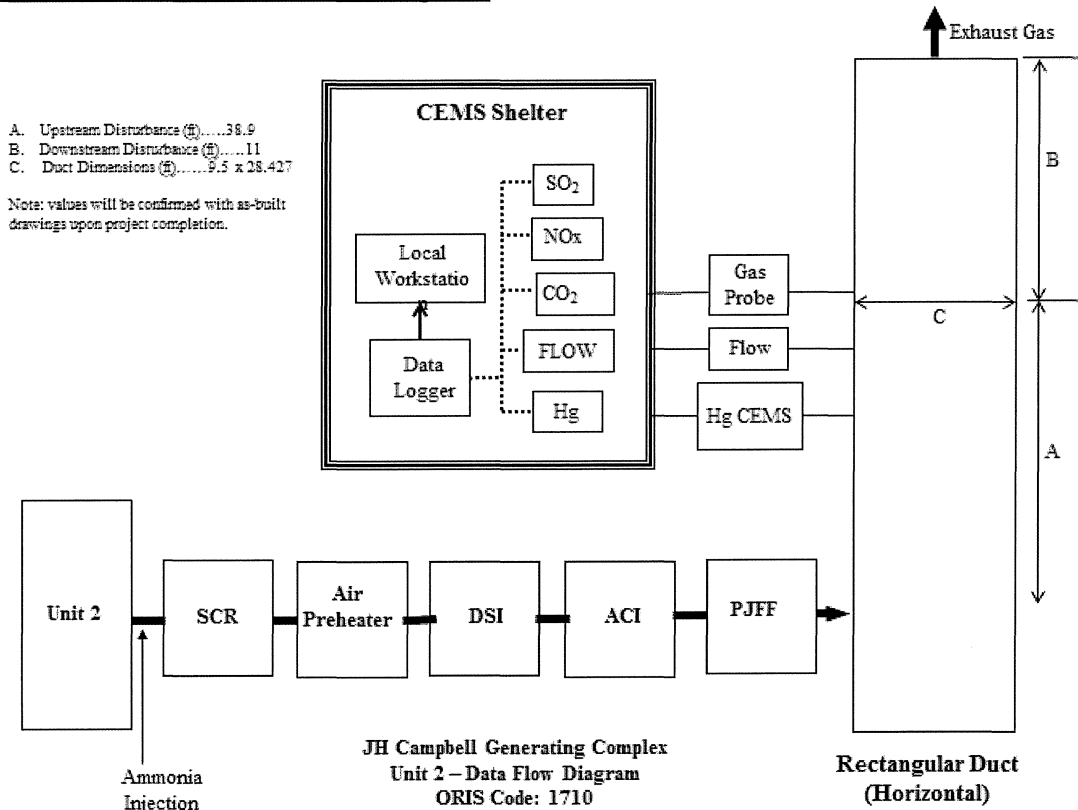 Exhaust Gas
A. Upstream Disturbance (ft).....38.9
B. Downstream Disturbance (ft).....11
C. Duct Dimensions (ft)......9.5 x 28.427
Note: values will be confirmed with as-built
drawings upon project completion.
CEMS Shelter
SO₂
NOx
CO₂
FLOW
Hg
Local
Workstatio
n
Data
Logger
Gas
Probe
Flow
Hg CEMS
B
C
A
Unit 2
SCR
Air
Preheater
DSI
ACI
PJFF
Ammonia
Injection
JH Campbell Generating Complex
Unit 2 – Data Flow Diagram
ORIS Code: 1710
Rectangular Duct
(Horizontal)